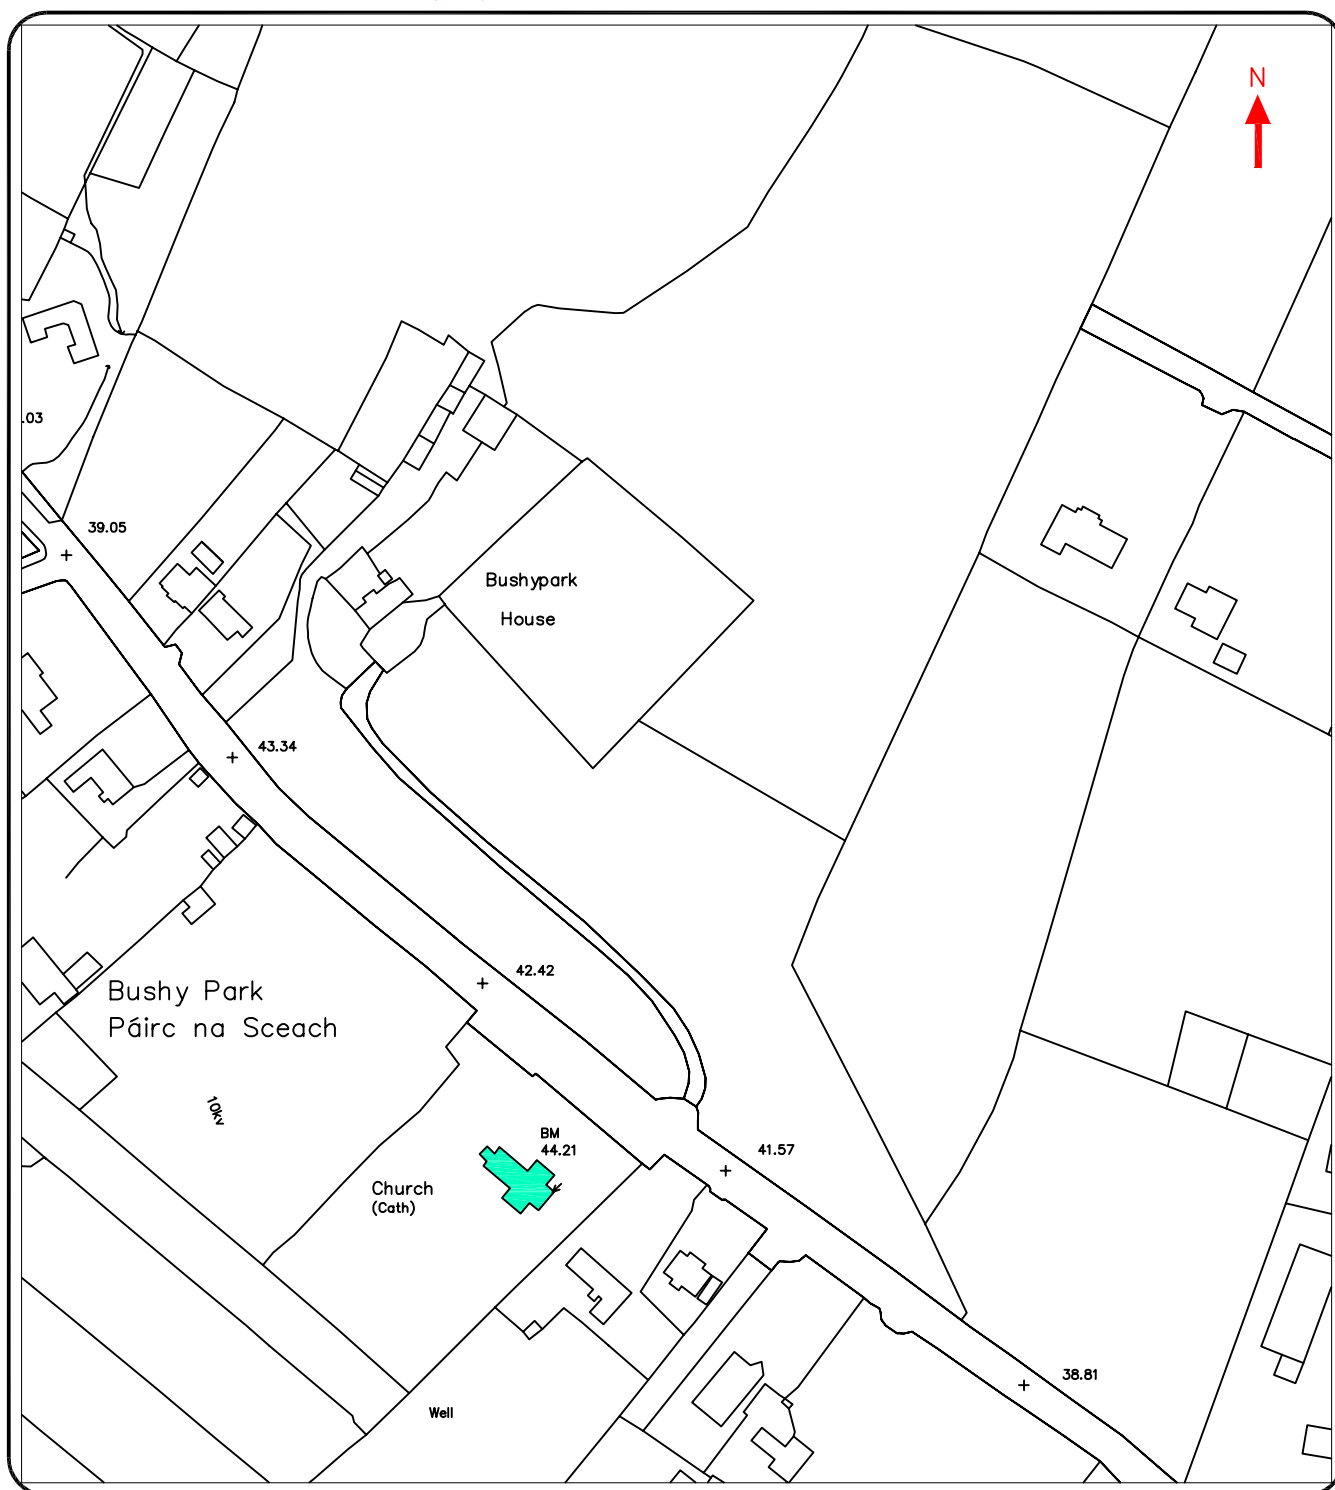 N
.03
39.05
Bushypark
House
43.34
42.42
Bushy Park
Páirc na Sceach
10kv
BM
44.21
41.57
Church
(Cath)
38.81
Well